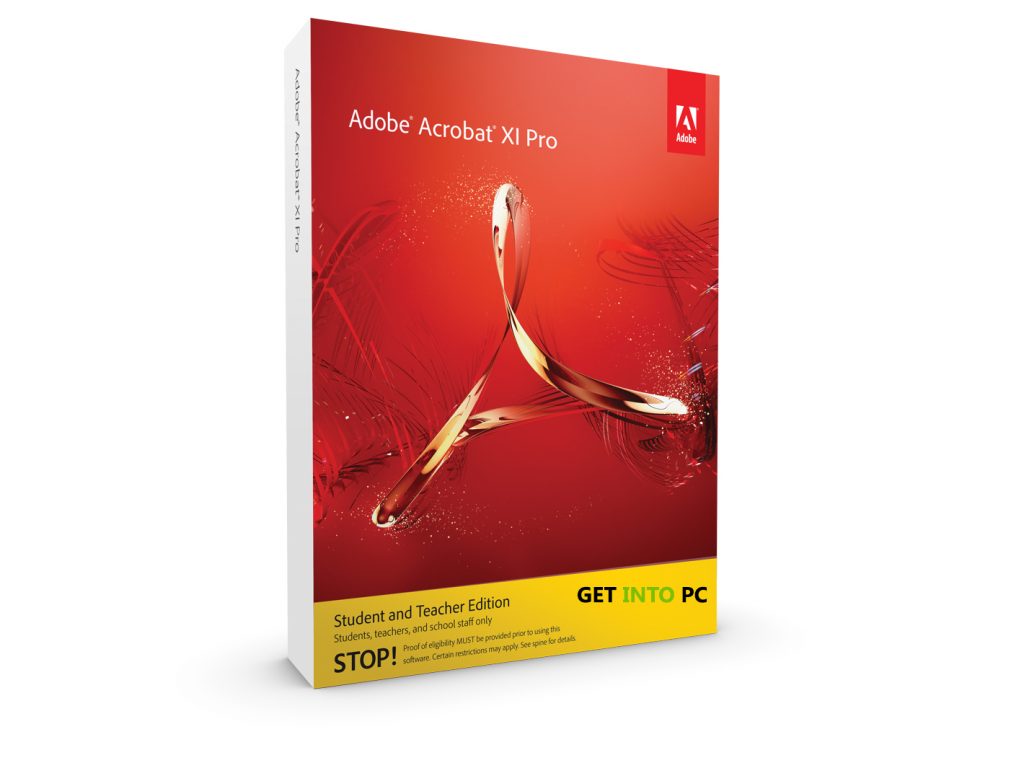 Adobe® Acrobat® XI Pro
Adobe
Adobe® Acrobat® XI Pro
GET INTO PC
Student and Teacher Edition
Students, teachers, and school staff only
STOP!
Proof of eligibility MUST be provided prior to using this
software. Certain restrictions may apply. See spine for details.